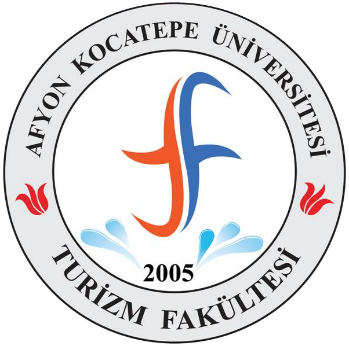 AFYON KOCATEPE ÜNİVERSİTESİ
2005
TURİZM FAKÜLTESİ